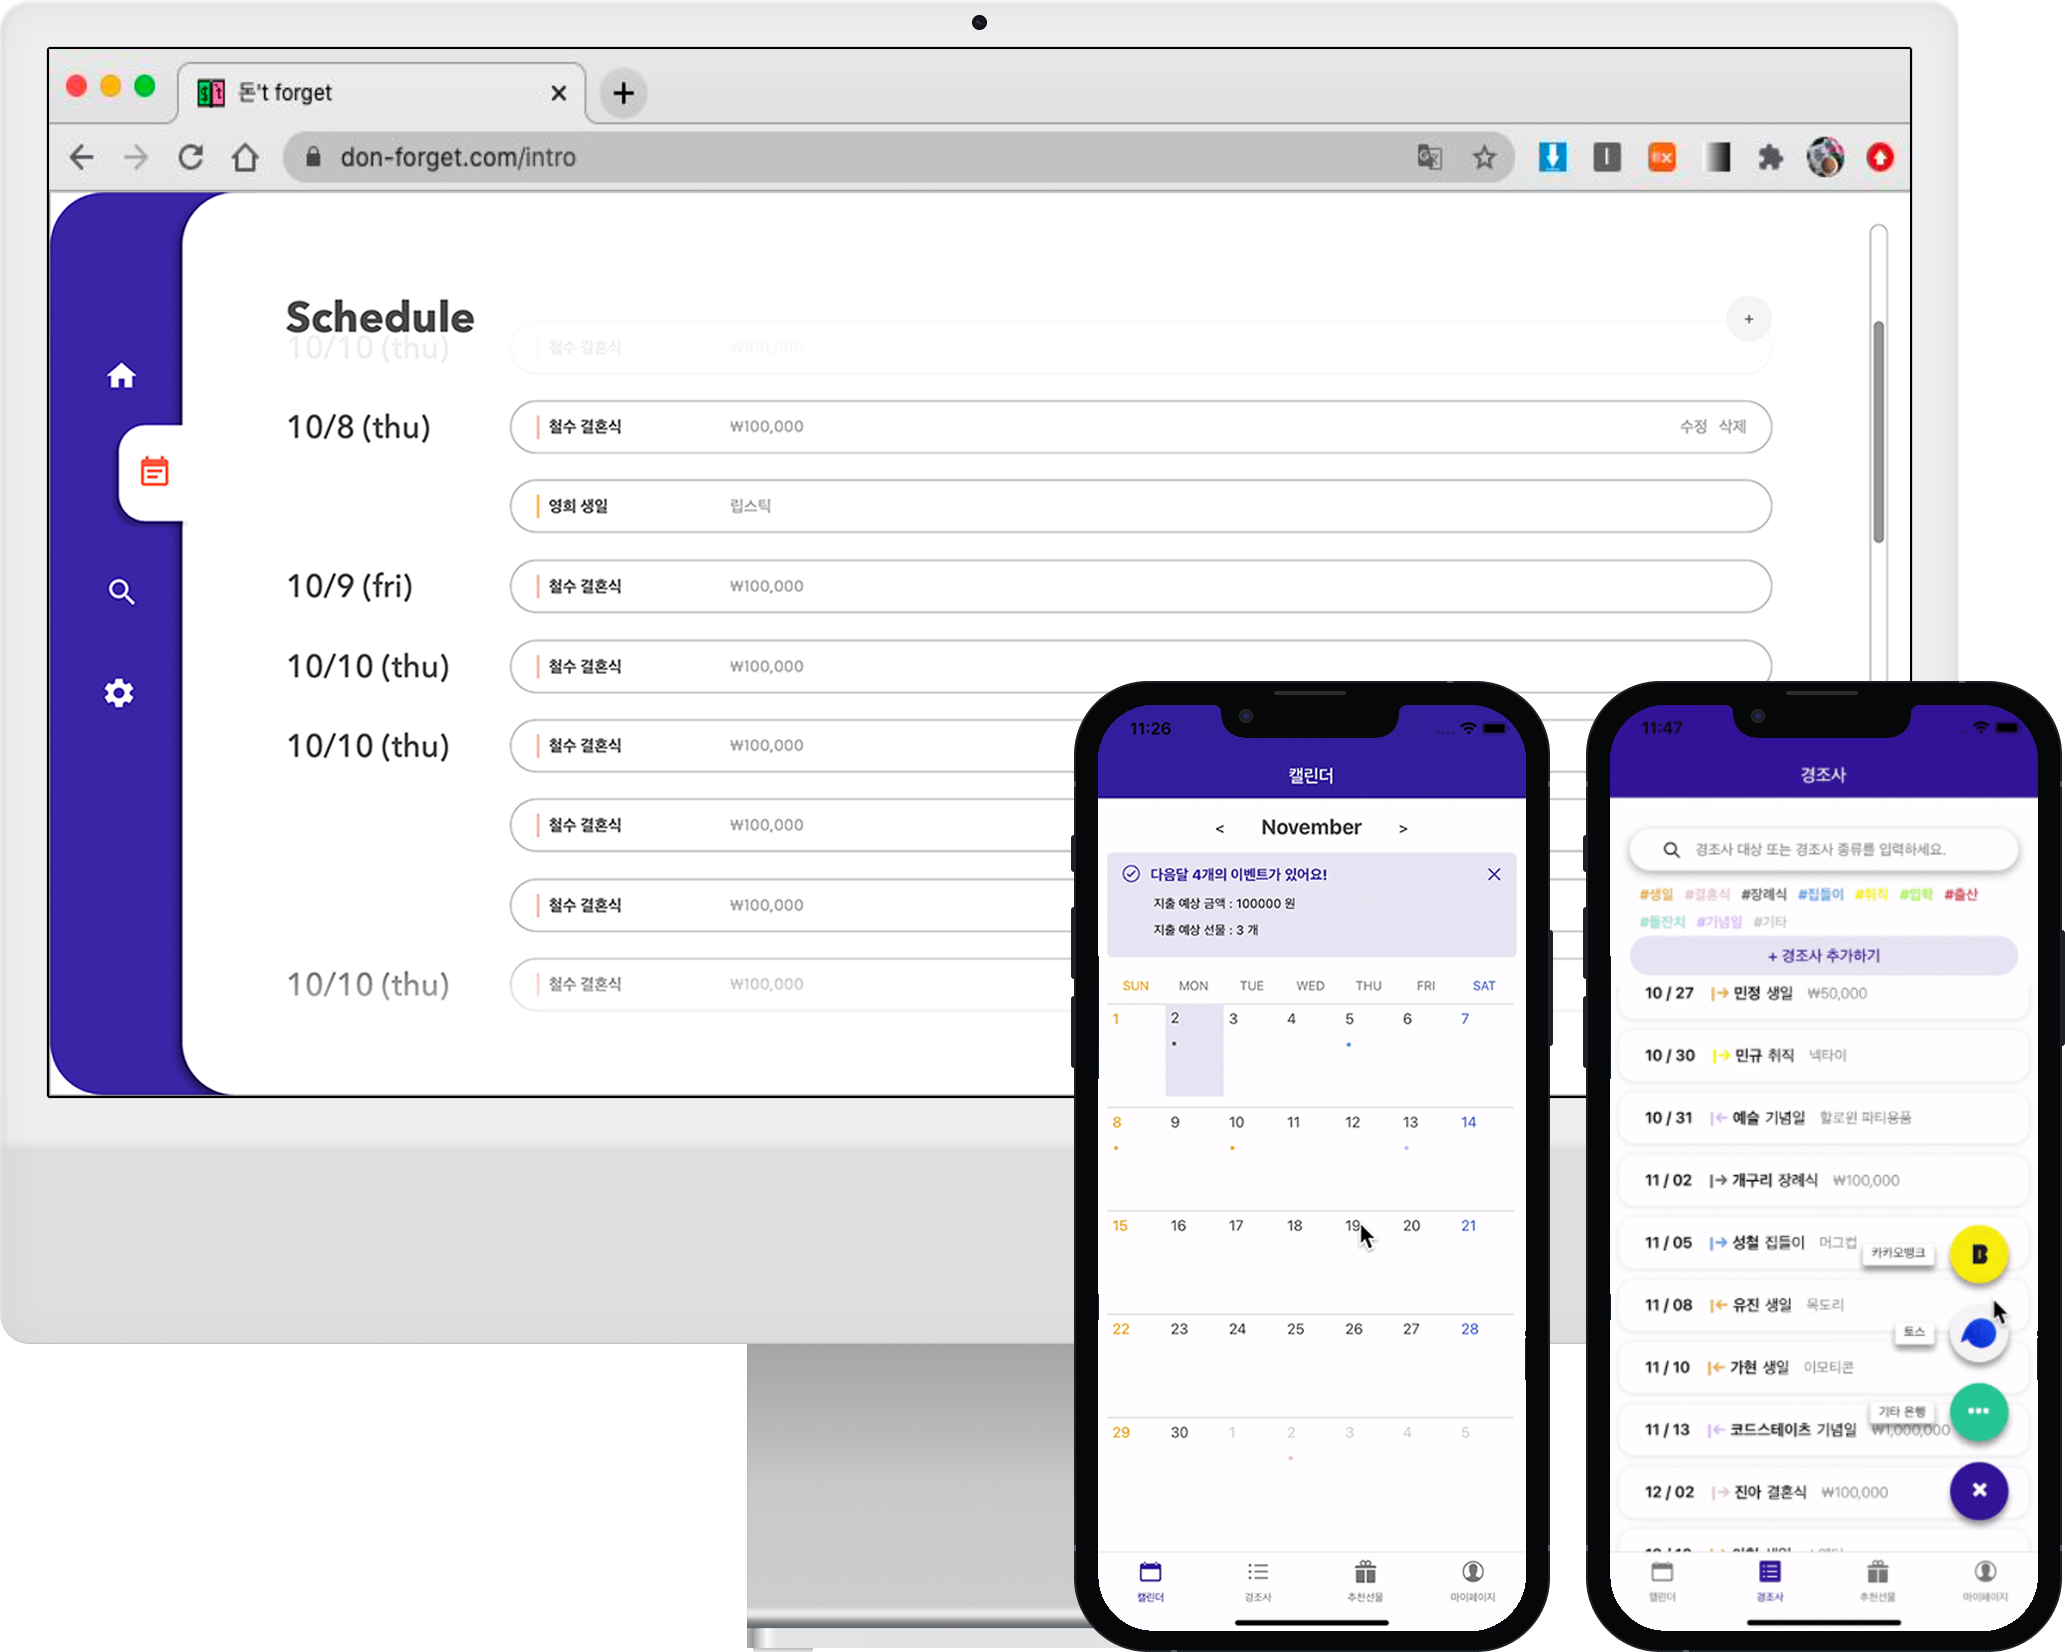 돈't forget
don-forget.com/intro
Schedule
10/10 (thu) 철수 결혼식 ₩100,000
10/8 (thu) 철수 결혼식 ₩100,000 수정 삭제
영희 생일 립스틱
10/9 (fri) 철수 결혼식 ₩100,000
10/10 (thu) 철수 결혼식 ₩100,000
10/10 (thu) 철수 결혼식 ₩100,000
철수 결혼식 ₩100,000
철수 결혼식 ₩100,000
10/10 (thu) 철수 결혼식 ₩100,000
11:26
캘린더
< November >
다음달 4개의 이벤트가 있어요!
지출 예상 금액 : 100000 원
지출 예상 선물 : 3 개
SUN MON TUE WED THU FRI SAT
1 2 3 4 5 6 7
8 9 10 11 12 13 14
15 16 17 18 19 20 21
22 23 24 25 26 27 28
29 30 1 2 3 4 5
캘린더 경조사 추천선물 마이페이지
11:47
경조사
경조사 대상 또는 경조사 종류를 입력하세요.
#생일 #결혼식 #장례식 #집들이 #취직 #입학 #출산
#돌잔치 #기념일 #기타
+ 경조사 추가하기
10 / 27 민정 생일 ₩50,000
10 / 30 민규 취직 넥타이
10 / 31 예슬 기념일 할로윈 파티용품
11 / 02 개구리 장례식 ₩100,000
11 / 05 성철 집들이 머그컵
카카오뱅크 B
11 / 08 유진 생일 목도리
토스
11 / 10 가현 생일 이모티콘
기타 은행
11 / 13 코드스테이츠 기념일 ₩1,000,000
12 / 02 진아 결혼식 ₩100,000
캘린더 경조사 추천선물 마이페이지